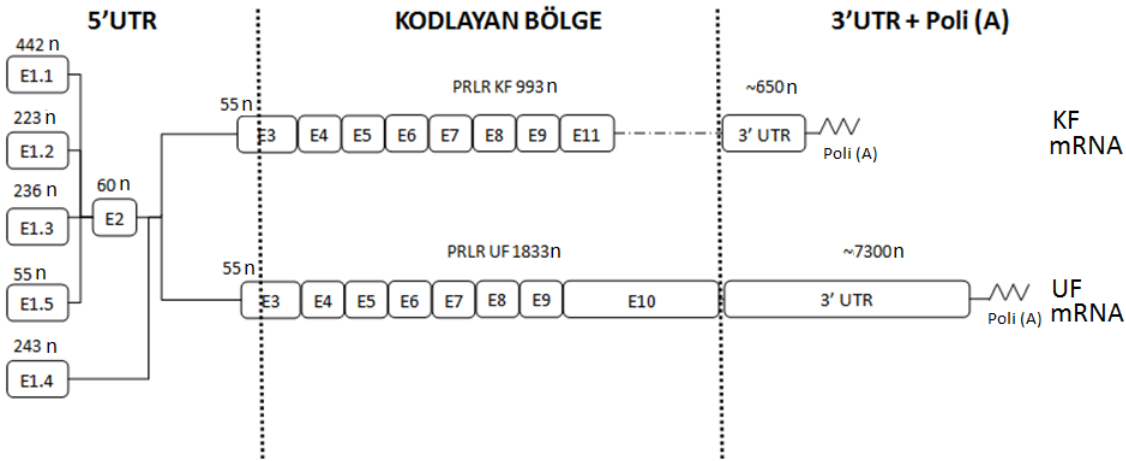 5'UTR
KODLAYAN BÖLGE
3'UTR + Poli (A)
442 n
E1.1
223 n
E1.2
236 n
E1.3
55 n
E1.5
243 n
E1.4
60 n
E2
PRLR KF 993 n
55 n
E3 E4 E5 E6 E7 E8 E9 E11
~650 n
3' UTR
Poli (A)
KF
mRNA
PRLR UF 1833 n
55 n
E3 E4 E5 E6 E7 E8 E9 E10
~7300 n
3' UTR
Poli (A)
UF
mRNA